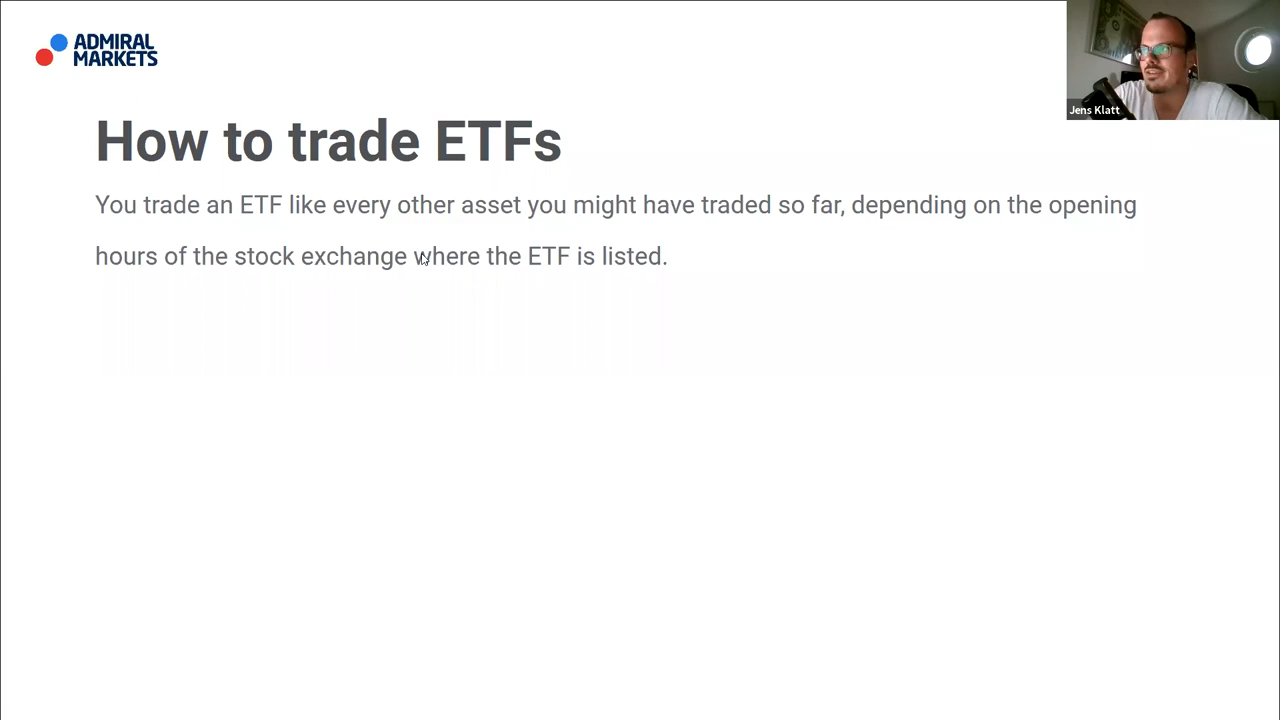 ADMIRAL
MARKETS
Jens Klatt
How to trade ETFs
You trade an ETF like every other asset you might have traded so far, depending on the opening
hours of the stock exchange where the ETF is listed.